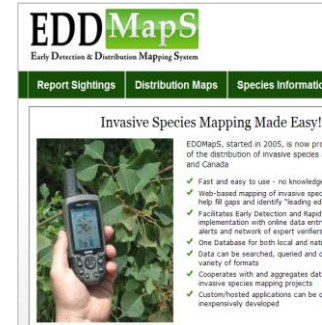 EDDMapS
Early Detection & Distribution Mapping System
Report Sightings
Distribution Maps
Species Informatio
Invasive Species Mapping Made Easy!
EDDMapS, started in 2005, is now pro
of the distribution of invasive species
and Canada
Fast and easy to use - no knowledge
Web-based mapping of invasive spec
help fill gaps and identify "leading ed
Facilitates Early Detection and Rapid
implementation with online data entr
alerts and network of expert verifiers
One Database for both local and nati
Data can be searched, queried and d
variety of formats
Cooperates with and aggregates dat
invasive species mapping projects
Custom/hosted applications can be d
inexpensively developed